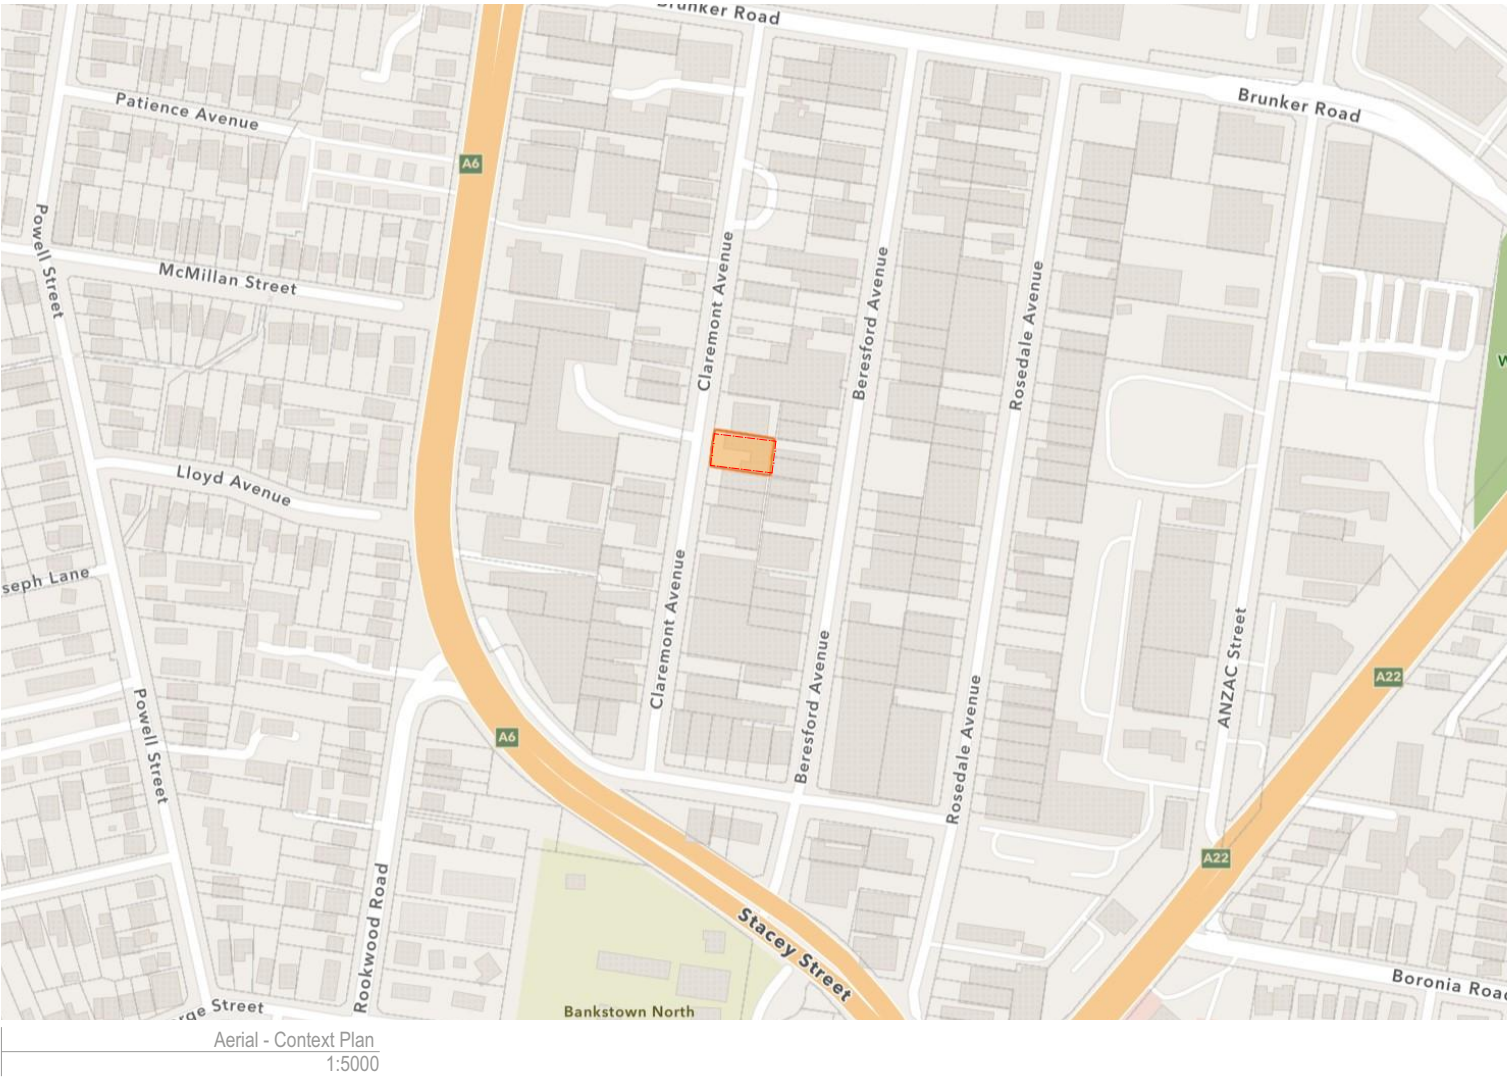 Brunker Road
Brunker Road
Patience Avenue
A6
Powell Street
McMillan Street
Claremont Avenue
Beresford Avenue
Rosedale Avenue
W
Lloyd Avenue
seph Lane
Claremont Avenue
ANZAC Street
Beresford Avenue
A22
Rosedale Avenue
Powell Street
A6
A22
Rookwood Road
Stacey Street
Boronia Road
rge Street
Bankstown North
Aerial - Context Plan
1:5000